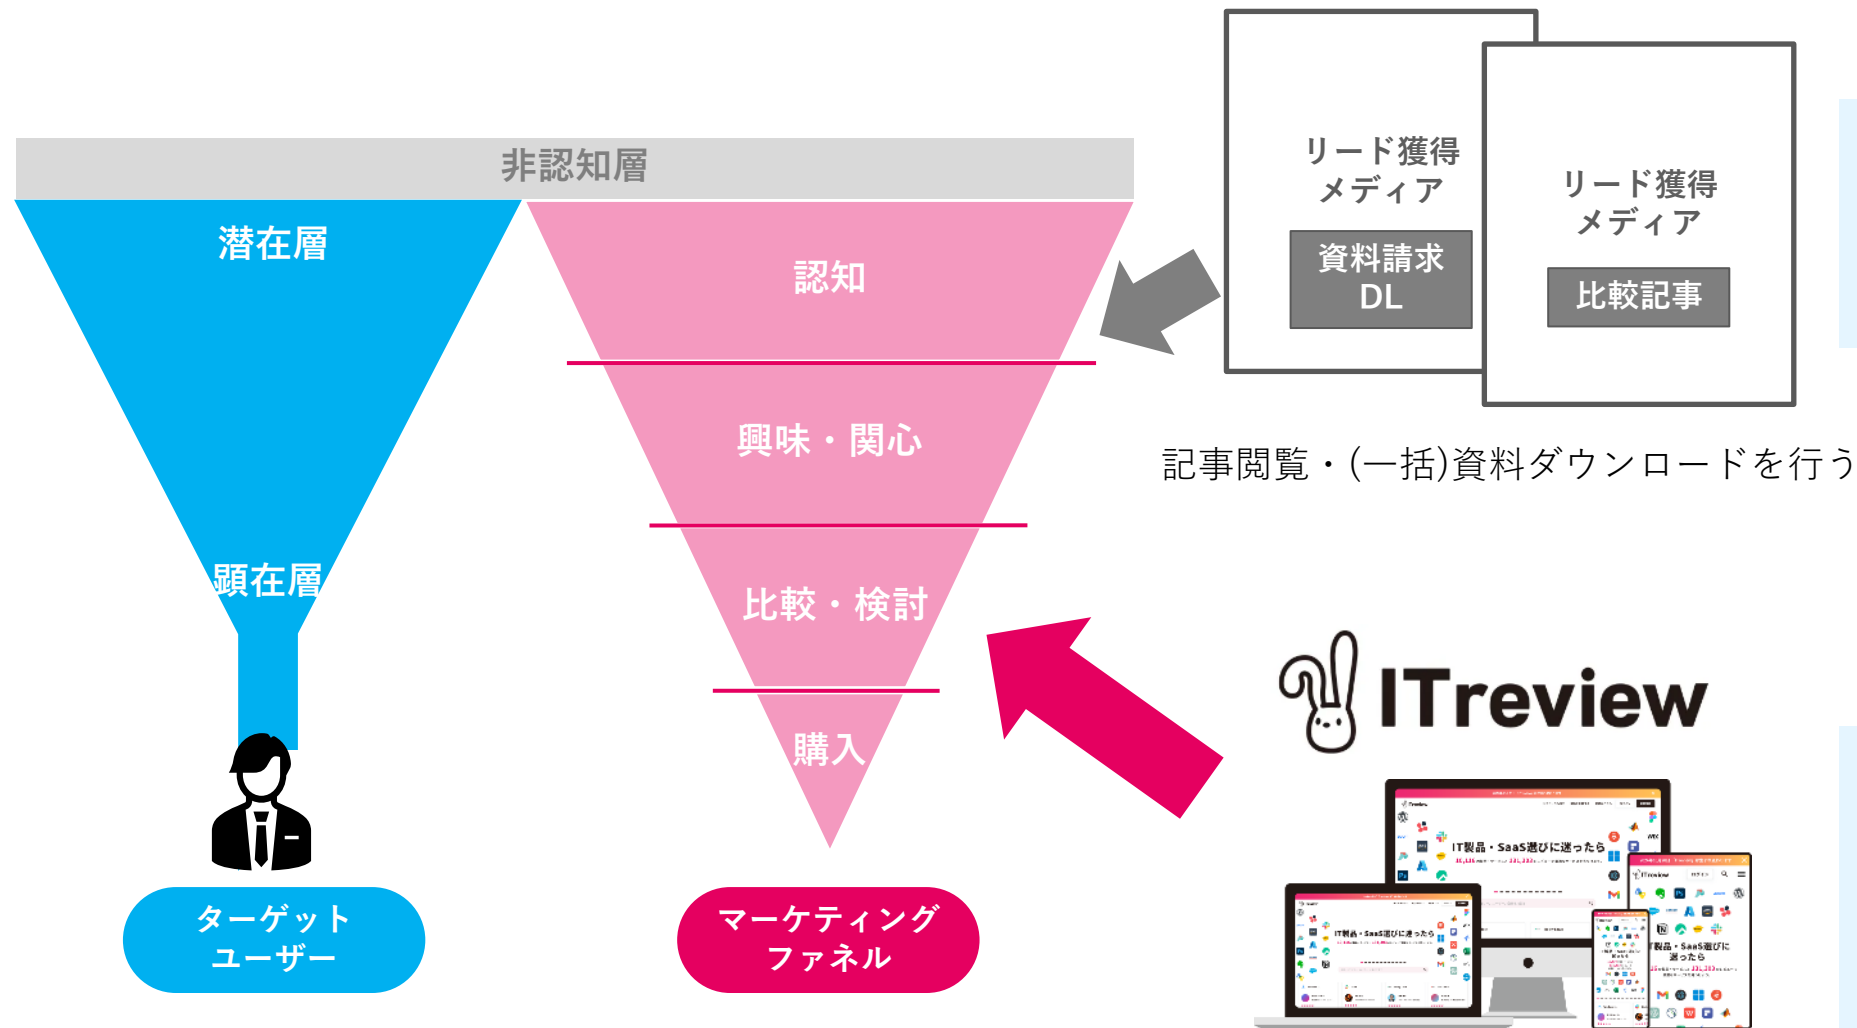 非認知層
潜在層
顕在層
ターゲット
ユーザー
認知
興味・関心
比較・検討
購入
マーケティング
ファネル
リード獲得
メディア
資料請求
DL
リード獲得
メディア
比較記事
記事閲覧・(一括)資料ダウンロードを行う
ITreview
IT製品・SaaS選びに迷ったら
IT製品・SaaS選びに迷ったら
ITreview
IT製品・SaaS選びに
迷ったら